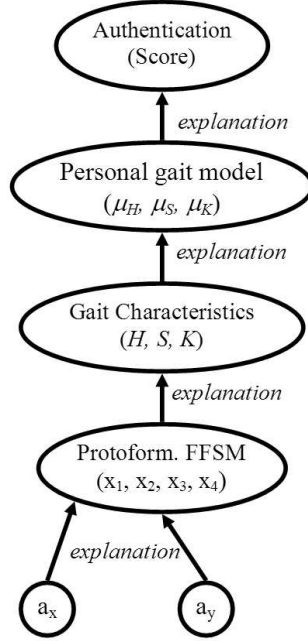 Authentication
(Score)
explanation
Personal gait model
(μH, μS, μK)
explanation
Gait Characteristics
(H, S, K)
explanation
Protoform. FFSM
(x1, x2, x3, x4)
explanation
ax
ay